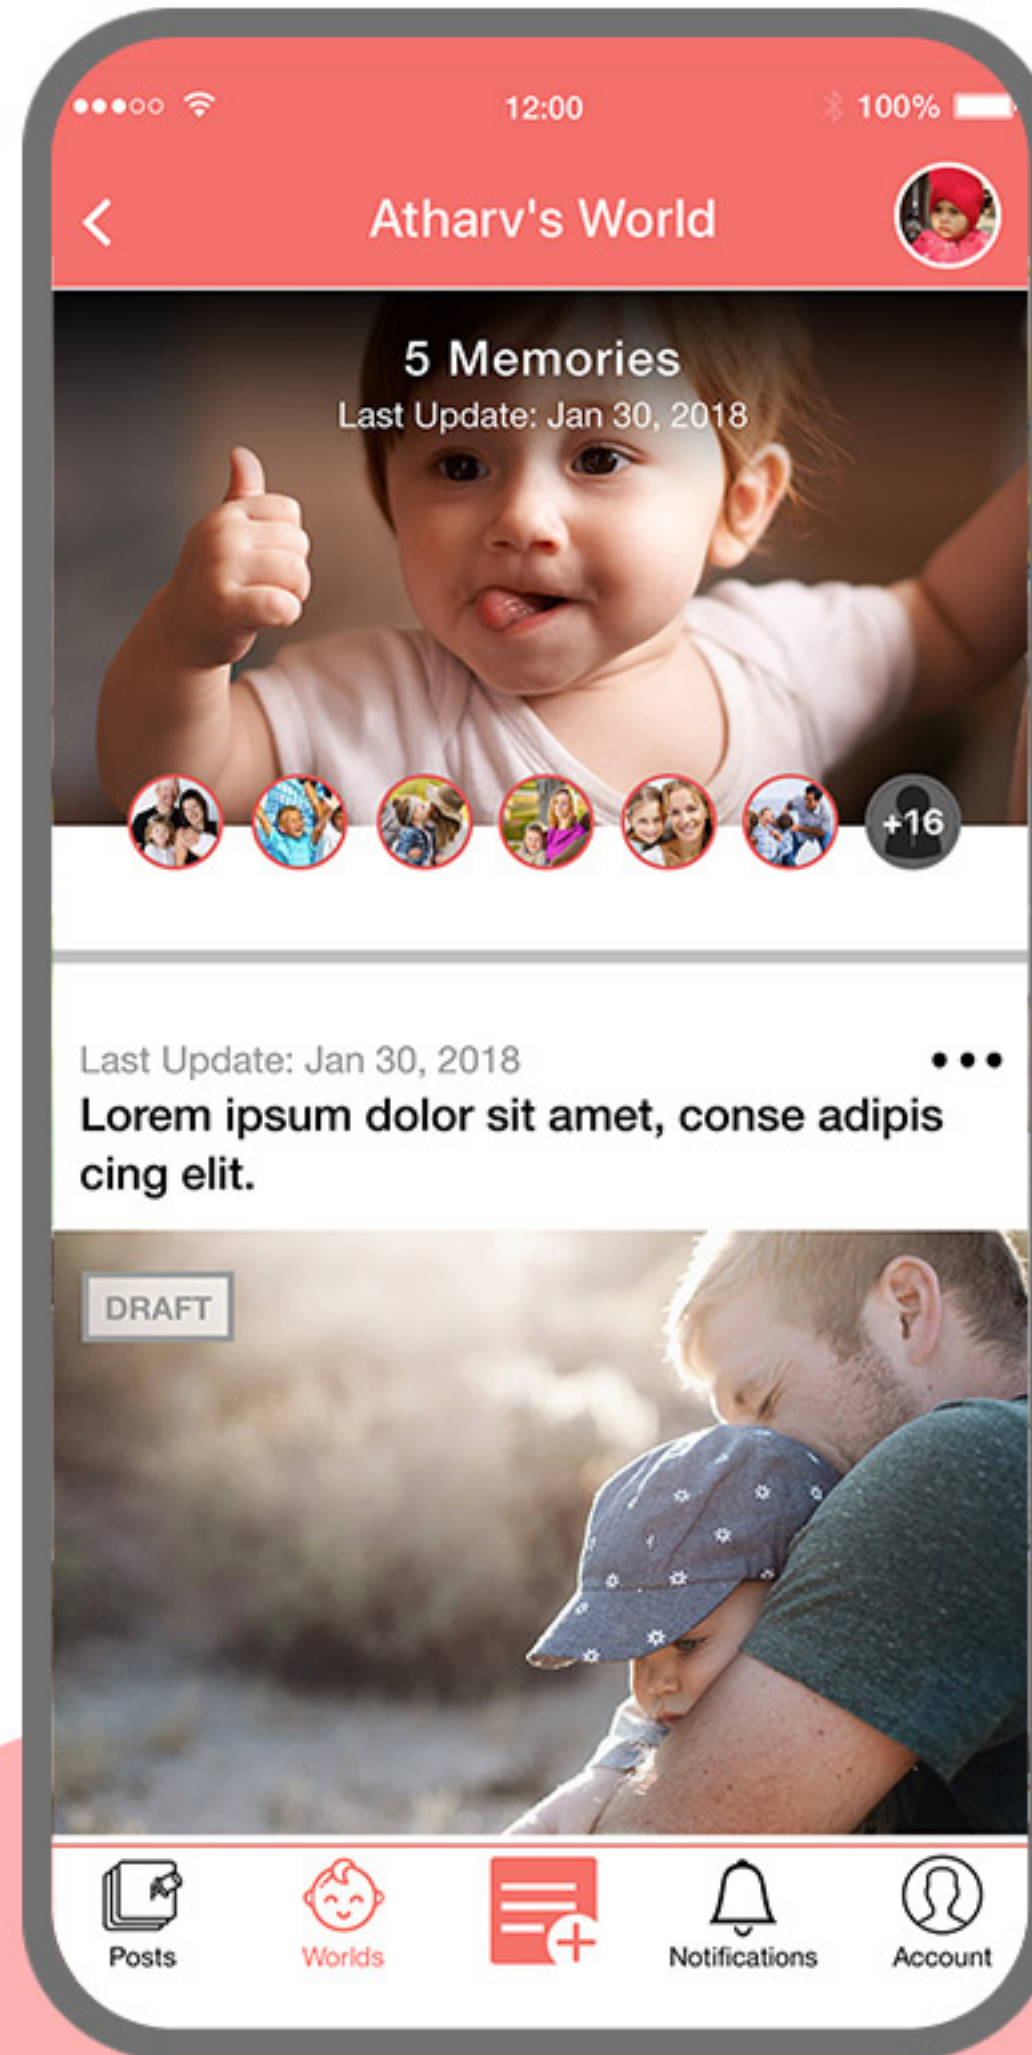 12:00
100%
Atharv's World
5 Memories
Last Update: Jan 30, 2018
+16
Last Update: Jan 30, 2018
Lorem ipsum dolor sit amet, conse adipis
cing elit.
DRAFT
Posts
Worlds
Notifications
Account